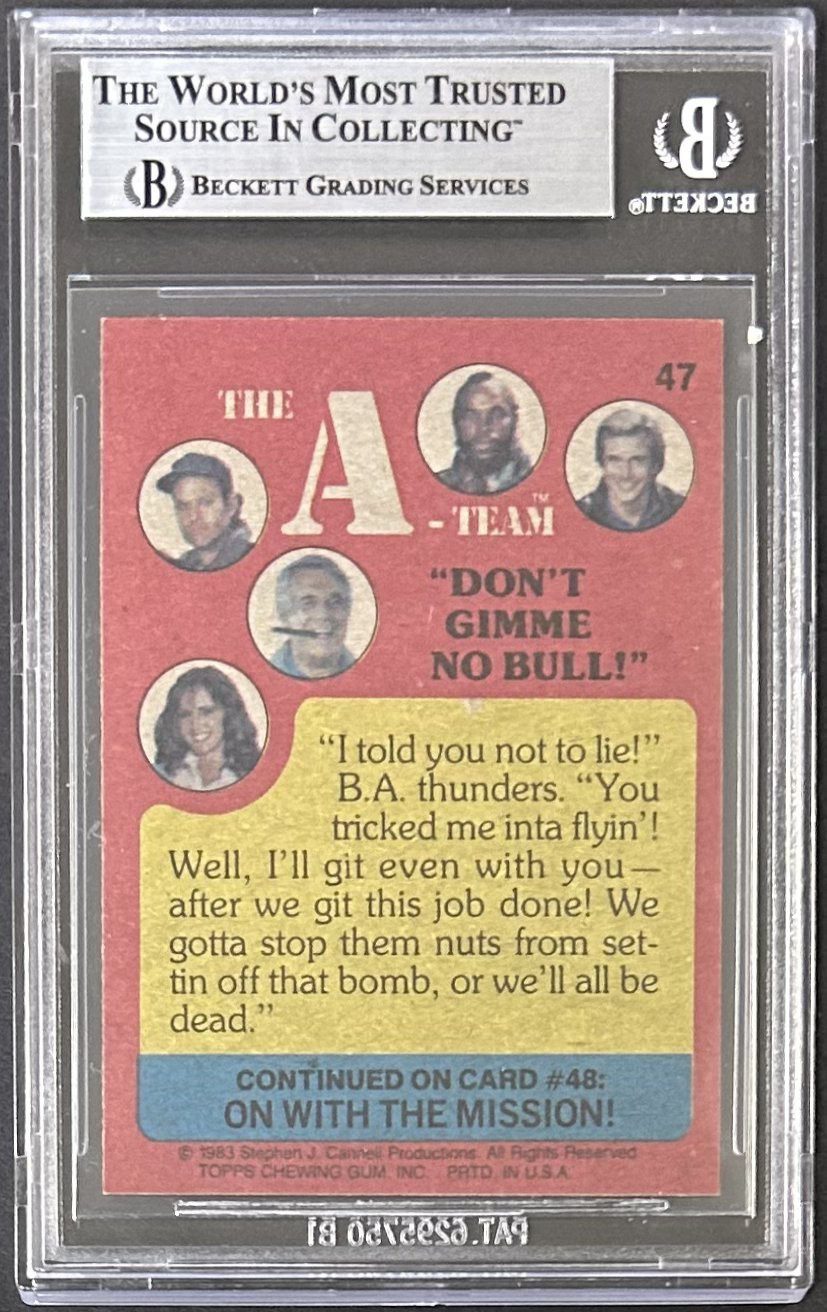 THE WORLD'S MOST TRUSTED
SOURCE IN COLLECTING™
B BECKETT GRADING SERVICES
B
BECKETT®
47
THE
A
-TEAM™
“DON'T
GIMME
NO BULL!”
“I told you not to lie!”
B.A. thunders. “You
tricked me inta flyin'!
Well, I'll git even with you—
after we git this job done! We
gotta stop them nuts from set-
tin off that bomb, or we'll all be
dead.”
CONTINUED ON CARD #48:
ON WITH THE MISSION!
© 1983 Stephen J. Cannell Productions. All Rights Reserved
TOPPS CHEWING GUM, INC. PRTD. IN U.S.A.
PAT. 6295750 B1